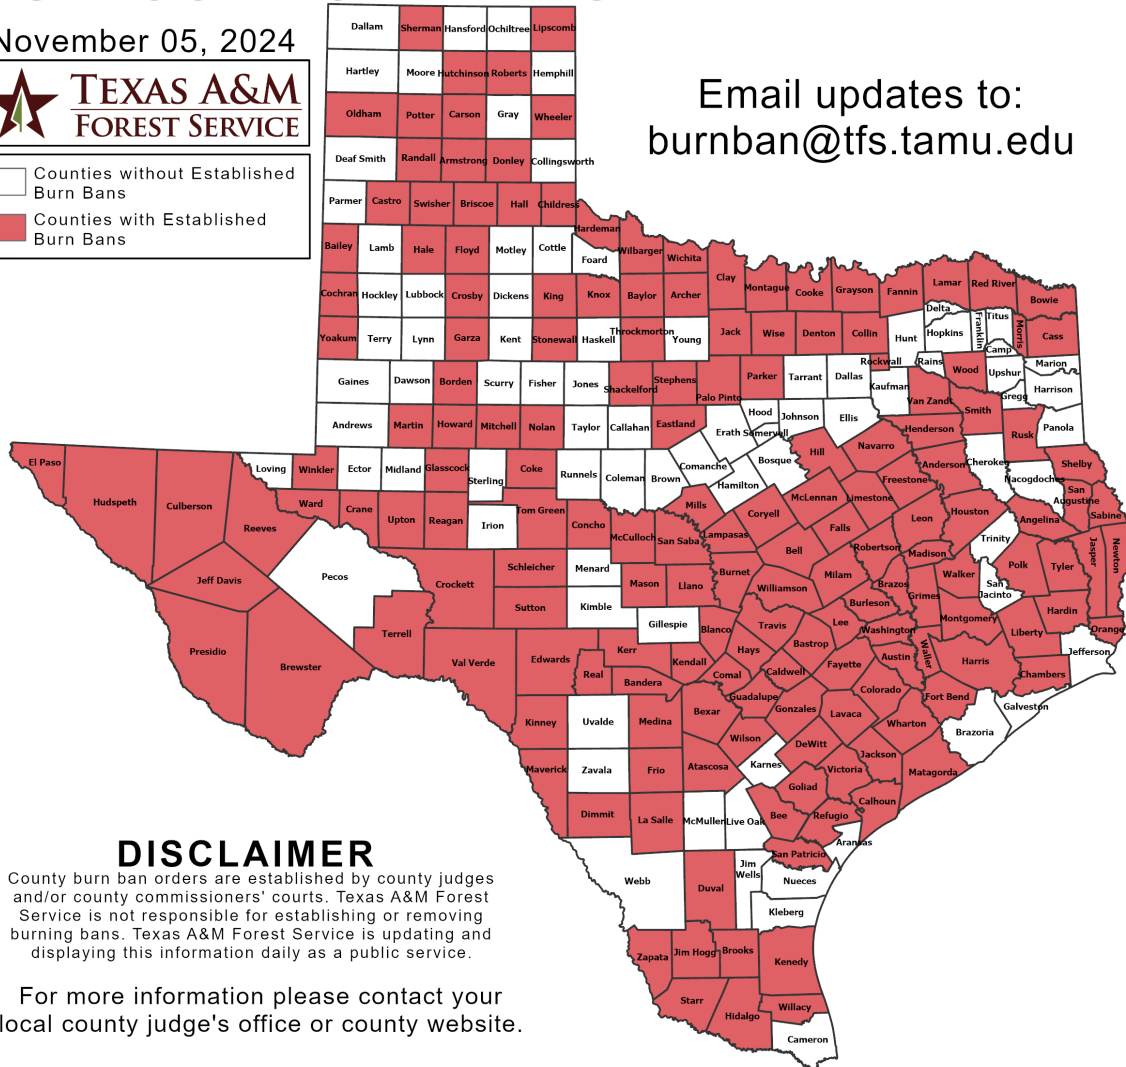 November 05, 2024
TEXAS A&M
FOREST SERVICE
Counties without Established
Burn Bans
Counties with Established
Burn Bans
Email updates to:
burnban@tfs.tamu.edu
Dallam Sherman Hansford Ochiltree Lipscomb
Hartley Moore Hutchinson Roberts Hemphill
Oldham Potter Carson Gray Wheeler
Deaf Smith Randall Armstrong Donley Collingsworth
Parmer Castro Swisher Briscoe Hall Childress
Hardeman
Bailey Lamb Hale Floyd Motley Cottle Foard Wilbarger Wichita
Clay Montague Cooke Grayson Fannin Lamar Red River Bowie
Cochran Hockley Lubbock Crosby Dickens King Knox Baylor Archer
Delta Titus Franklin Morris Cass
Yoakum Terry Lynn Garza Kent Stonewall Haskell Throckmorton Young Jack Wise Denton Collin Hunt Hopkins
Camp
Rockwall Rains Wood Upshur Marion
Gaines Dawson Borden Scurry Fisher Jones Shackelford Stephens Palo Pinto Parker Tarrant Dallas Kaufman Van Zandt Gregg Harrison
Andrews Martin Howard Mitchell Nolan Taylor Callahan Eastland Erath Hood Somervell Johnson Ellis Henderson Smith Rusk Panola
El Paso Hudspeth Culberson Reeves Loving Winkler Ector Midland Glasscock Sterling Coke Runnels Coleman Brown Comanche Hamilton Bosque Hill Navarro Anderson Cherokee Nacogdoches Shelby
Ward Crane Upton Reagan Irion Tom Green Concho McCulloch San Saba Mills Lampasas Coryell McLennan Limestone Freestone Leon Houston Angelina San Augustine Sabine
Trinity Jasper Newton
Jeff Davis Pecos Crockett Schleicher Menard Mason Llano Burnet Bell Falls Robertson Madison Walker San Jacinto Polk Tyler
Sutton Kimble Williamson Milam Brazos Grimes Burleson Montgomery Hardin
Presidio Brewster Terrell Val Verde Edwards Kerr Gillespie Blanco Travis Lee Washington Liberty Orange
Real Bandera Kendall Hays Bastrop Caldwell Fayette Austin Waller Harris Chambers Jefferson
Comal Guadalupe Colorado Fort Bend Galveston
Kinney Uvalde Medina Bexar Wilson Gonzales Lavaca Wharton Brazoria
Maverick Zavala Frio Atascosa Karnes DeWitt Victoria Jackson Matagorda
Goliad Calhoun
Dimmit La Salle McMullen Live Oak Bee Refugio Aransas
San Patricio
Webb Duval Jim Wells Nueces
Kleberg
Zapata Jim Hogg Brooks Kenedy
Starr Hidalgo Willacy
Cameron
DISCLAIMER
County burn ban orders are established by county judges
and/or county commissioners' courts. Texas A&M Forest
Service is not responsible for establishing or removing
burning bans. Texas A&M Forest Service is updating and
displaying this information daily as a public service.
For more information please contact your
local county judge's office or county website.